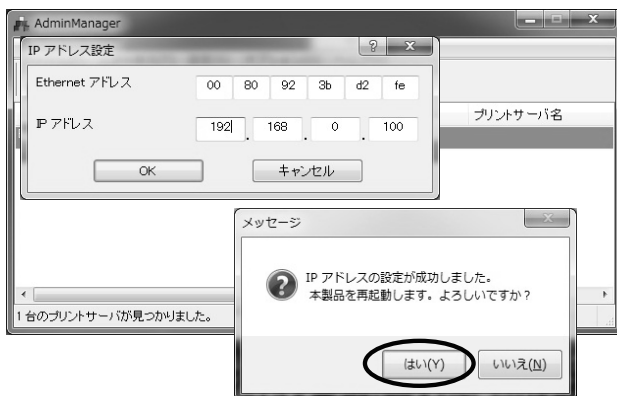 AdminManager
IP アドレス設定
Ethernet アドレス 00 80 92 3b d2 fe
IP アドレス 192 . 168 . 0 . 100
OK キャンセル
プリントサーバ名
メッセージ
IP アドレスの設定が成功しました。
本製品を再起動します。よろしいですか?
はい(Y) いいえ(N)
1 台のプリントサーバが見つかりました。